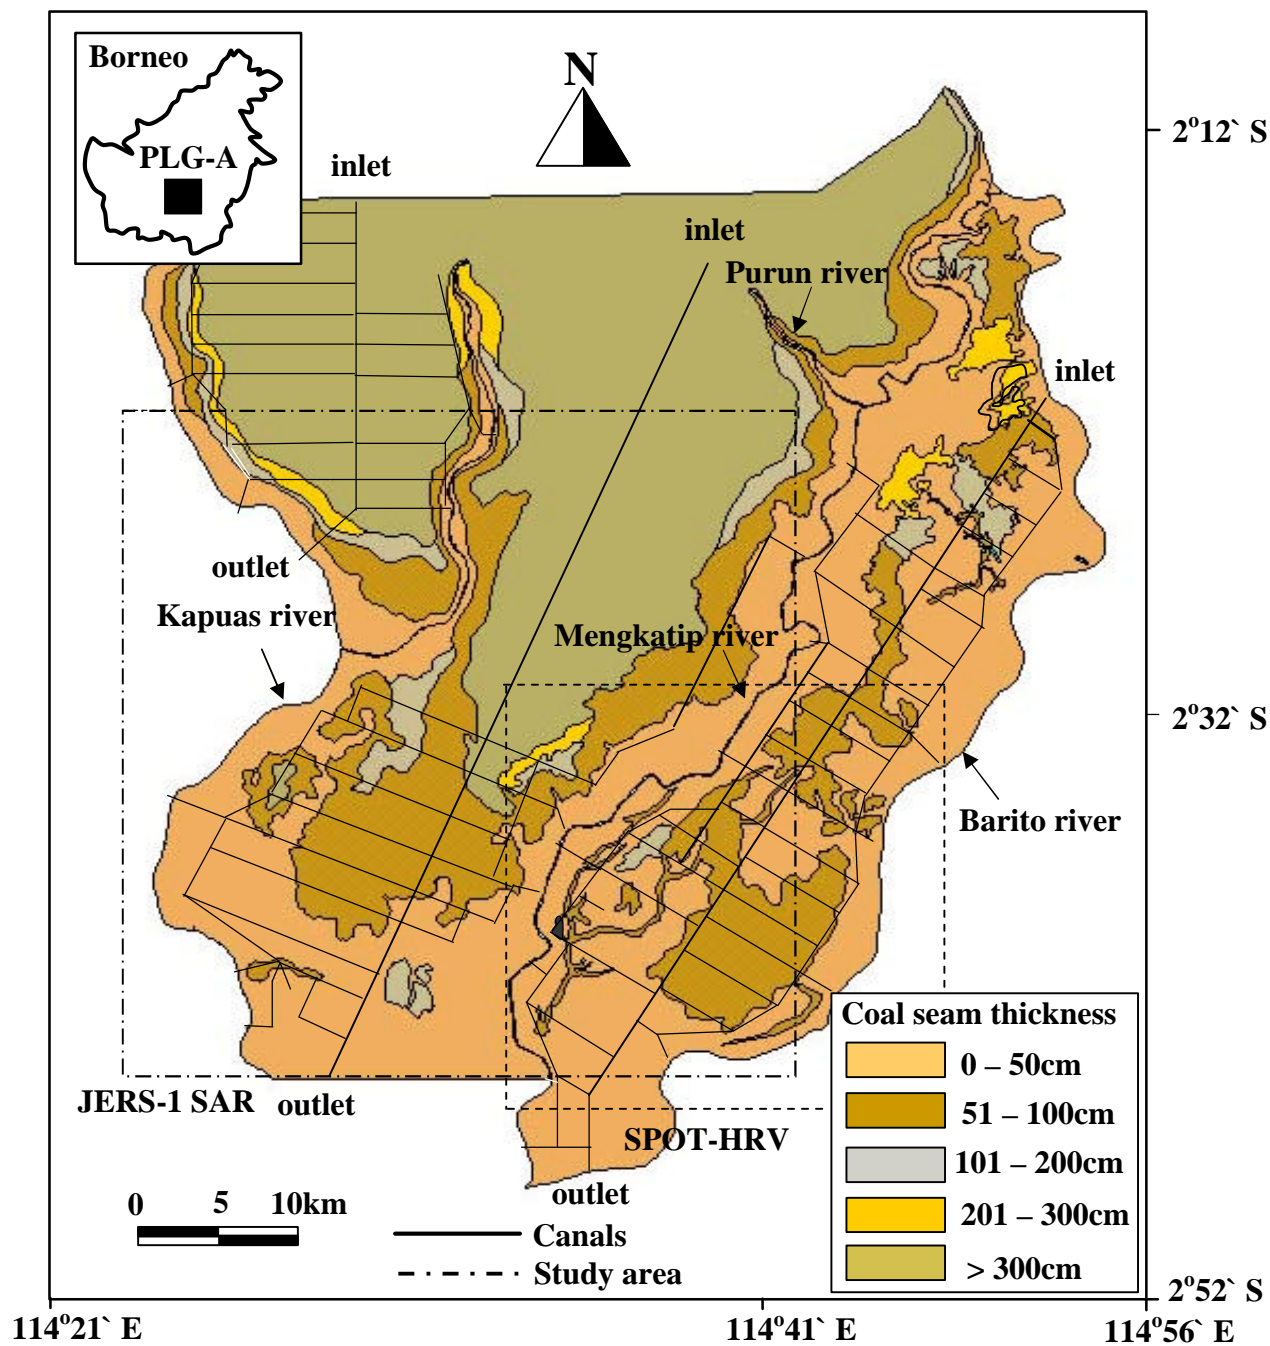 Borneo
PLG-A
N
inlet
inlet
Purun river
inlet
outlet
Kapuas river
Mengkatip river
Barito river
JERS-1 SAR
outlet
SPOT-HRV
outlet
0 5 10km
Canals
Study area
Coal seam thickness
0 – 50cm
51 – 100cm
101 – 200cm
201 – 300cm
> 300cm
2°12` S
2°32` S
2°52` S
114°21` E
114°41` E
114°56` E